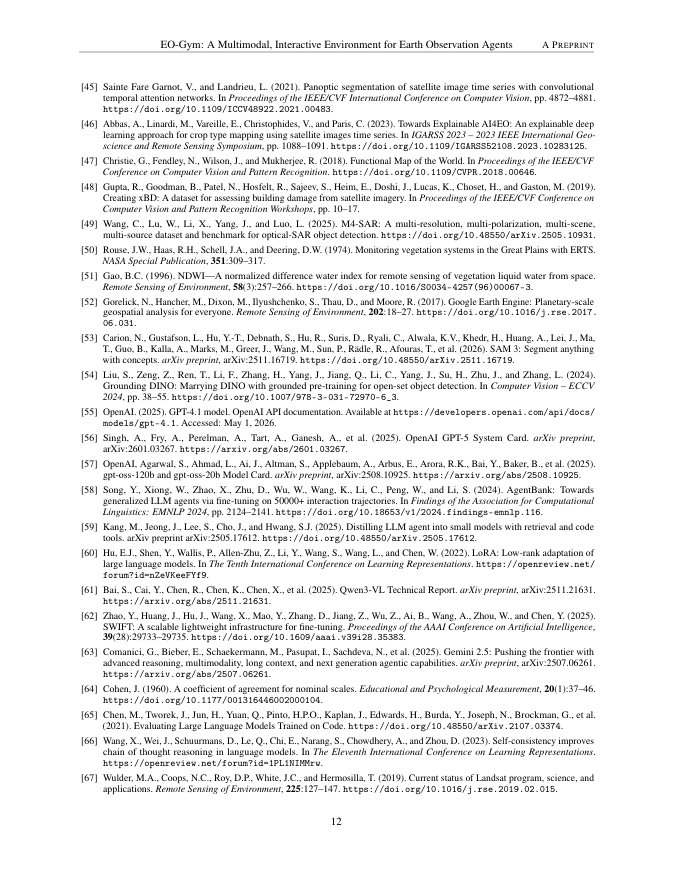 EO-Gym: A Multimodal, Interactive Environment for Earth Observation Agents A PREPRINT
[45] Sainte Fare Garnot, V., and Landrieu, L. (2021). Panoptic segmentation of satellite image time series with convolutional
temporal attention networks. In Proceedings of the IEEE/CVF International Conference on Computer Vision, pp. 4872–4881.
https://doi.org/10.1109/ICCV48922.2021.00483.
[46] Abbas, A., Linardi, M., Vareille, E., Christophides, V., and Paris, C. (2023). Towards Explainable AI4EO: An explainable deep
learning approach for crop type mapping using satellite images time series. In IGARSS 2023 – 2023 IEEE International Geo-
science and Remote Sensing Symposium, pp. 1088–1091. https://doi.org/10.1109/IGARSS52108.2023.10283125.
[47] Christie, G., Fendley, N., Wilson, J., and Mukherjee, R. (2018). Functional Map of the World. In Proceedings of the IEEE/CVF
Conference on Computer Vision and Pattern Recognition. https://doi.org/10.1109/CVPR.2018.00646.
[48] Gupta, R., Goodman, B., Patel, N., Hosfelt, R., Sajeev, S., Heim, E., Doshi, J., Lucas, K., Choset, H., and Gaston, M. (2019).
Creating xBD: A dataset for assessing building damage from satellite imagery. In Proceedings of the IEEE/CVF Conference on
Computer Vision and Pattern Recognition Workshops, pp. 10–17.
[49] Wang, C., Lu, W., Li, X., Yang, J., and Luo, L. (2025). M4-SAR: A multi-resolution, multi-polarization, multi-scene,
multi-source dataset and benchmark for optical-SAR object detection. https://doi.org/10.48550/arXiv.2505.10931.
[50] Rouse, J.W., Haas, R.H., Schell, J.A., and Deering, D.W. (1974). Monitoring vegetation systems in the Great Plains with ERTS.
NASA Special Publication, 351:309–317.
[51] Gao, B.C. (1996). NDWI—A normalized difference water index for remote sensing of vegetation liquid water from space.
Remote Sensing of Environment, 58(3):257–266. https://doi.org/10.1016/S0034-4257(96)00067-3.
[52] Gorelick, N., Hancher, M., Dixon, M., Ilyushchenko, S., Thau, D., and Moore, R. (2017). Google Earth Engine: Planetary-scale
geospatial analysis for everyone. Remote Sensing of Environment, 202:18–27. https://doi.org/10.1016/j.rse.2017.
06.031.
[53] Carion, N., Gustafson, L., Hu, Y.-T., Debnath, S., Hu, R., Suris, D., Ryali, C., Alwala, K.V., Khedr, H., Huang, A., Lei, J., Ma,
T., Guo, B., Kalla, A., Marks, M., Greer, J., Wang, M., Sun, P., Rädle, R., Afouras, T., et al. (2026). SAM 3: Segment anything
with concepts. arXiv preprint, arXiv:2511.16719. https://doi.org/10.48550/arXiv.2511.16719.
[54] Liu, S., Zeng, Z., Ren, T., Li, F., Zhang, H., Yang, J., Jiang, Q., Li, C., Yang, J., Su, H., Zhu, J., and Zhang, L. (2024).
Grounding DINO: Marrying DINO with grounded pre-training for open-set object detection. In Computer Vision – ECCV
2024, pp. 38–55. https://doi.org/10.1007/978-3-031-72970-6_3.
[55] OpenAI. (2025). GPT-4.1 model. OpenAI API documentation. Available at https://developers.openai.com/api/docs/
models/gpt-4.1. Accessed: May 1, 2026.
[56] Singh, A., Fry, A., Perelman, A., Tart, A., Ganesh, A., et al. (2025). OpenAI GPT-5 System Card. arXiv preprint,
arXiv:2601.03267. https://arxiv.org/abs/2601.03267.
[57] OpenAI, Agarwal, S., Ahmad, L., Ai, J., Altman, S., Applebaum, A., Arbus, E., Arora, R.K., Bai, Y., Baker, B., et al. (2025).
gpt-oss-120b and gpt-oss-20b Model Card. arXiv preprint, arXiv:2508.10925. https://arxiv.org/abs/2508.10925.
[58] Song, Y., Xiong, W., Zhao, X., Zhu, D., Wu, W., Wang, K., Li, C., Peng, W., and Li, S. (2024). AgentBank: Towards
generalized LLM agents via fine-tuning on 50000+ interaction trajectories. In Findings of the Association for Computational
Linguistics: EMNLP 2024, pp. 2124–2141. https://doi.org/10.18653/v1/2024.findings-emnlp.116.
[59] Kang, M., Jeong, J., Lee, S., Cho, J., and Hwang, S.J. (2025). Distilling LLM agent into small models with retrieval and code
tools. arXiv preprint arXiv:2505.17612. https://doi.org/10.48550/arXiv.2505.17612.
[60] Hu, E.J., Shen, Y., Wallis, P., Allen-Zhu, Z., Li, Y., Wang, S., Wang, L., and Chen, W. (2022). LoRA: Low-rank adaptation of
large language models. In The Tenth International Conference on Learning Representations. https://openreview.net/
forum?id=nZeVKeeFYf9.
[61] Bai, S., Cai, Y., Chen, R., Chen, K., Chen, X., et al. (2025). Qwen3-VL Technical Report. arXiv preprint, arXiv:2511.21631.
https://arxiv.org/abs/2511.21631.
[62] Zhao, Y., Huang, J., Hu, J., Wang, X., Mao, Y., Zhang, D., Jiang, Z., Wu, Z., Ai, B., Wang, A., Zhou, W., and Chen, Y. (2025).
SWIFT: A scalable lightweight infrastructure for fine-tuning. Proceedings of the AAAI Conference on Artificial Intelligence,
39(28):29733–29735. https://doi.org/10.1609/aaai.v39i28.35383.
[63] Comanici, G., Bieber, E., Schaekermann, M., Pasupat, I., Sachdeva, N., et al. (2025). Gemini 2.5: Pushing the frontier with
advanced reasoning, multimodality, long context, and next generation agentic capabilities. arXiv preprint, arXiv:2507.06261.
https://arxiv.org/abs/2507.06261.
[64] Cohen, J. (1960). A coefficient of agreement for nominal scales. Educational and Psychological Measurement, 20(1):37–46.
https://doi.org/10.1177/001316446002000104.
[65] Chen, M., Tworek, J., Jun, H., Yuan, Q., Pinto, H.P.O., Kaplan, J., Edwards, H., Burda, Y., Joseph, N., Brockman, G., et al.
(2021). Evaluating Large Language Models Trained on Code. https://doi.org/10.48550/arXiv.2107.03374.
[66] Wang, X., Wei, J., Schuurmans, D., Le, Q., Chi, E., Narang, S., Chowdhery, A., and Zhou, D. (2023). Self-consistency improves
chain of thought reasoning in language models. In The Eleventh International Conference on Learning Representations.
https://openreview.net/forum?id=1PL1NIMMrw.
[67] Wulder, M.A., Coops, N.C., Roy, D.P., White, J.C., and Hermosilla, T. (2019). Current status of Landsat program, science, and
applications. Remote Sensing of Environment, 225:127–147. https://doi.org/10.1016/j.rse.2019.02.015.
12